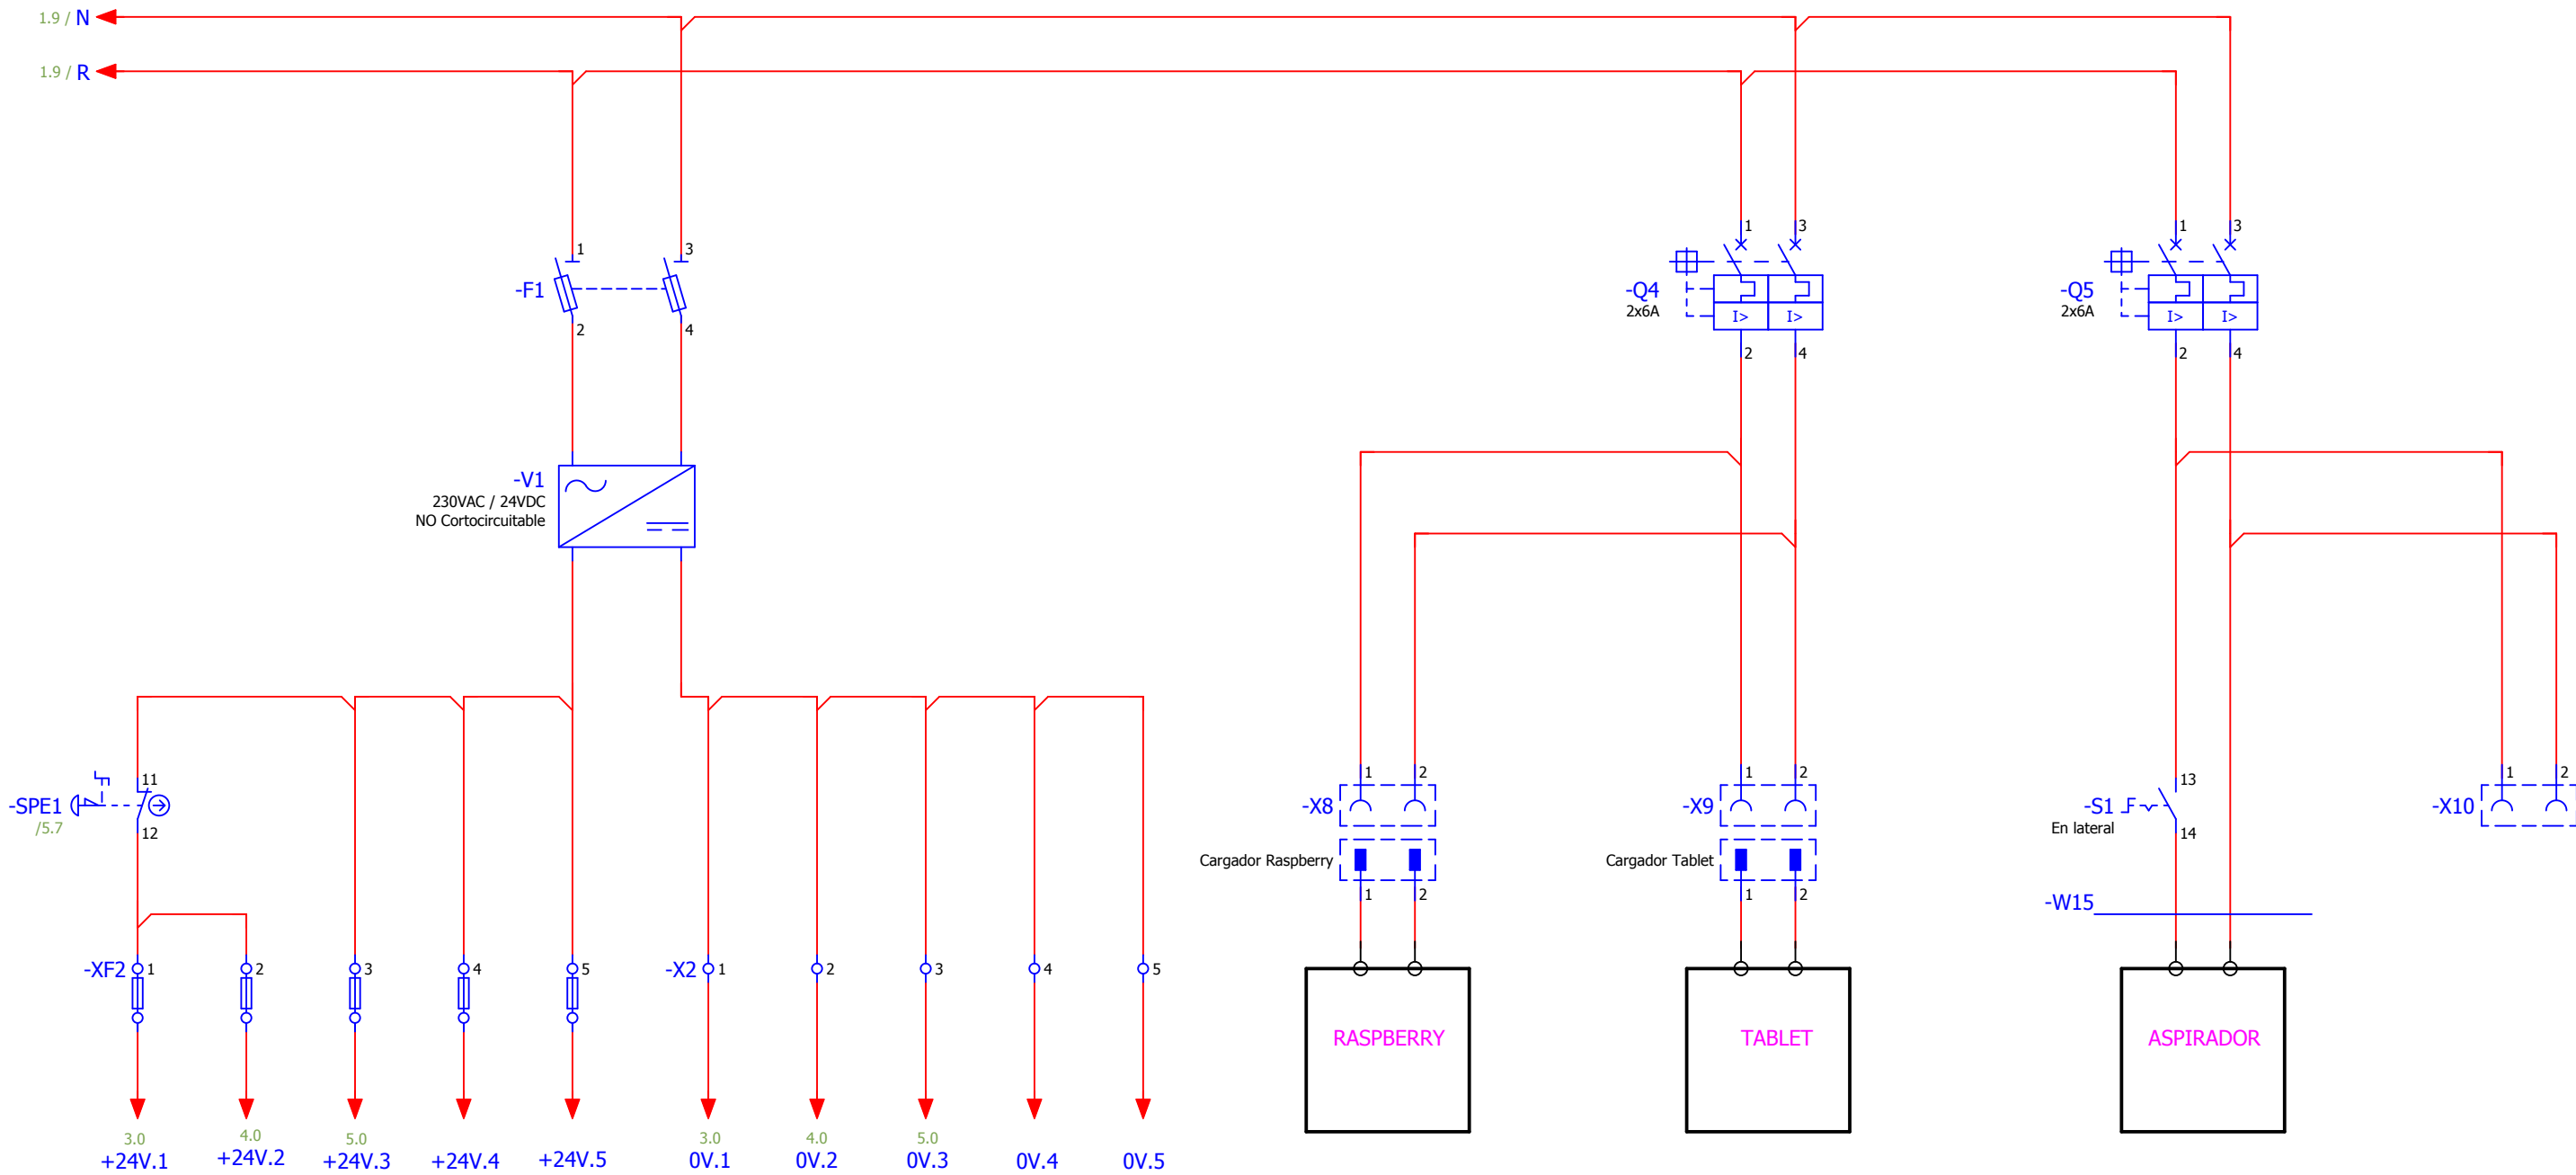 1.9 / N
1.9 / R
1
3
-F1
2
4
1
3
-Q4
2x6A
I>
I>
2
4
1
3
-Q5
2x6A
I>
I>
2
4
-V1
230VAC / 24VDC
NO Cortocircuitable
11
-SPE1
/5.7
12
1
2
-X8
Cargador Raspberry
1
2
1
2
-X9
Cargador Tablet
1
2
13
-S1
En lateral
14
1
2
-X10
-W15
-XF2
1
2
3
4
5
-X2
1
2
3
4
5
RASPBERRY
TABLET
ASPIRADOR
3.0
4.0
5.0
3.0
4.0
5.0
+24V.1
+24V.2
+24V.3
+24V.4
+24V.5
0V.1
0V.2
0V.3
0V.4
0V.5